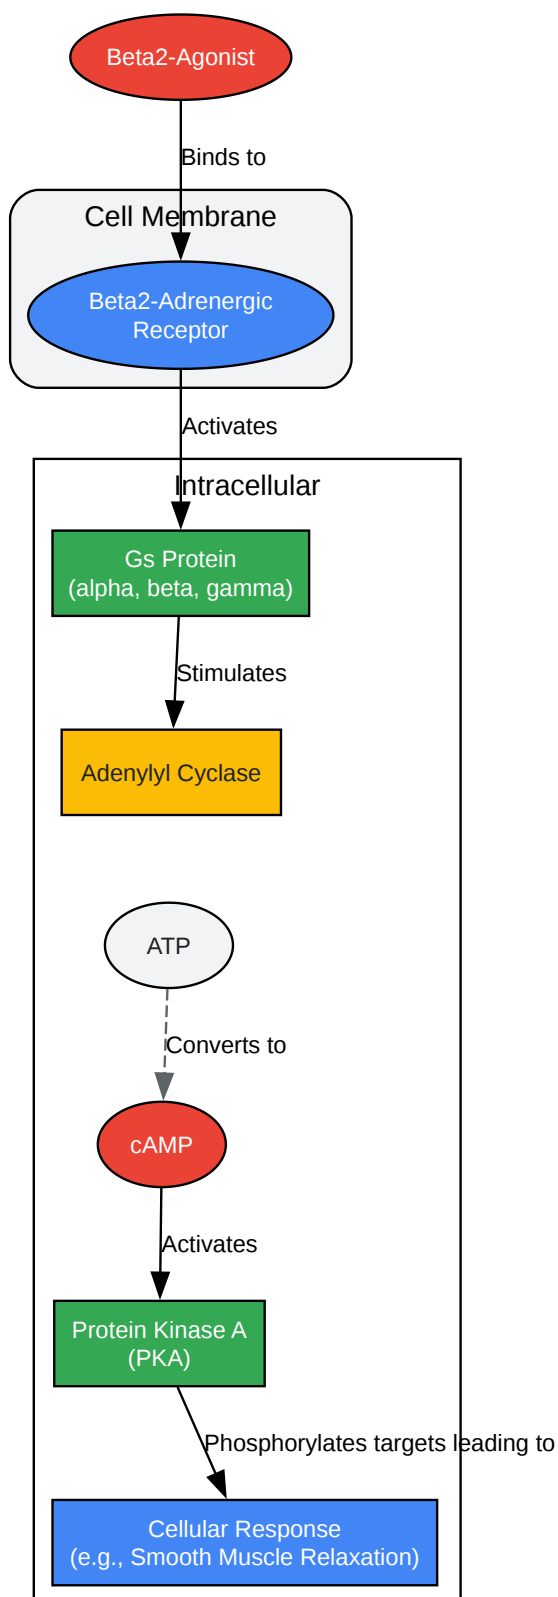 Beta2-Agonist
Binds to
Cell Membrane
Beta2-Adrenergic
Receptor
Activates
Intracellular
Gs Protein
(alpha, beta, gamma)
Stimulates
Adenylyl Cyclase
ATP
Converts to
cAMP
Activates
Protein Kinase A
(PKA)
Phosphorylates targets leading to
Cellular Response
(e.g., Smooth Muscle Relaxation)